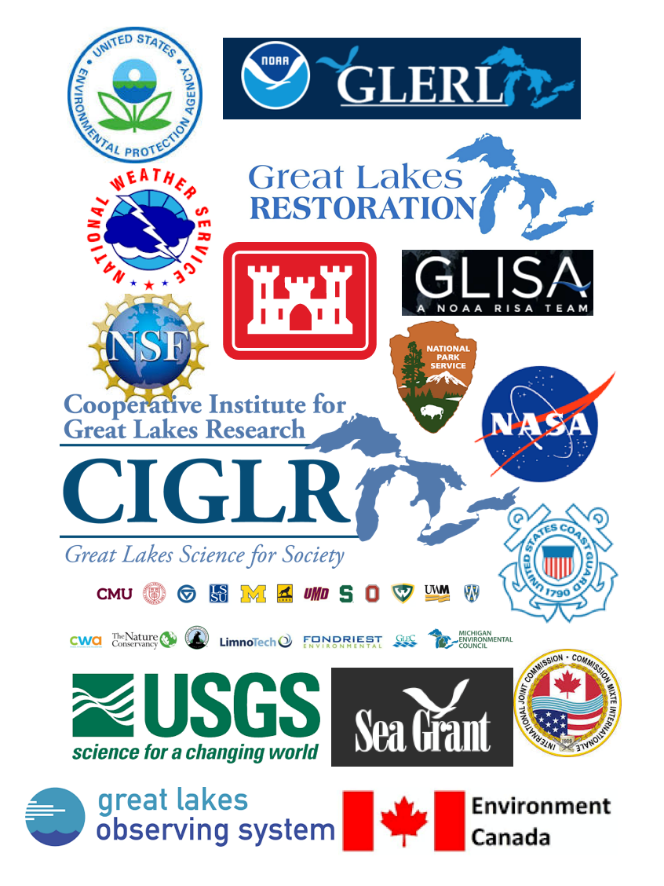 UNITED STATES
ENVIRONMENTAL PROTECTION AGENCY
NOAA
GLERL
NATIONAL WEATHER SERVICE
Great Lakes
RESTORATION
GLISA
A NOAA RISA TEAM
NSF
NATIONAL
PARK
SERVICE
NASA
Cooperative Institute for
Great Lakes Research
CIGLR
Great Lakes Science for Society
UNITED STATES COAST GUARD
1790
CMU M UMD S O W UWM W
cwa The Nature Conservancy LimnoTech FONDRIEST ENVIRONMENTAL MICHIGAN ENVIRONMENTAL COUNCIL
USGS
science for a changing world
Sea Grant
INTERNATIONAL JOINT COMMISSION • COMMISSION MIXTE INTERNATIONALE
great lakes
observing system
Environment
Canada